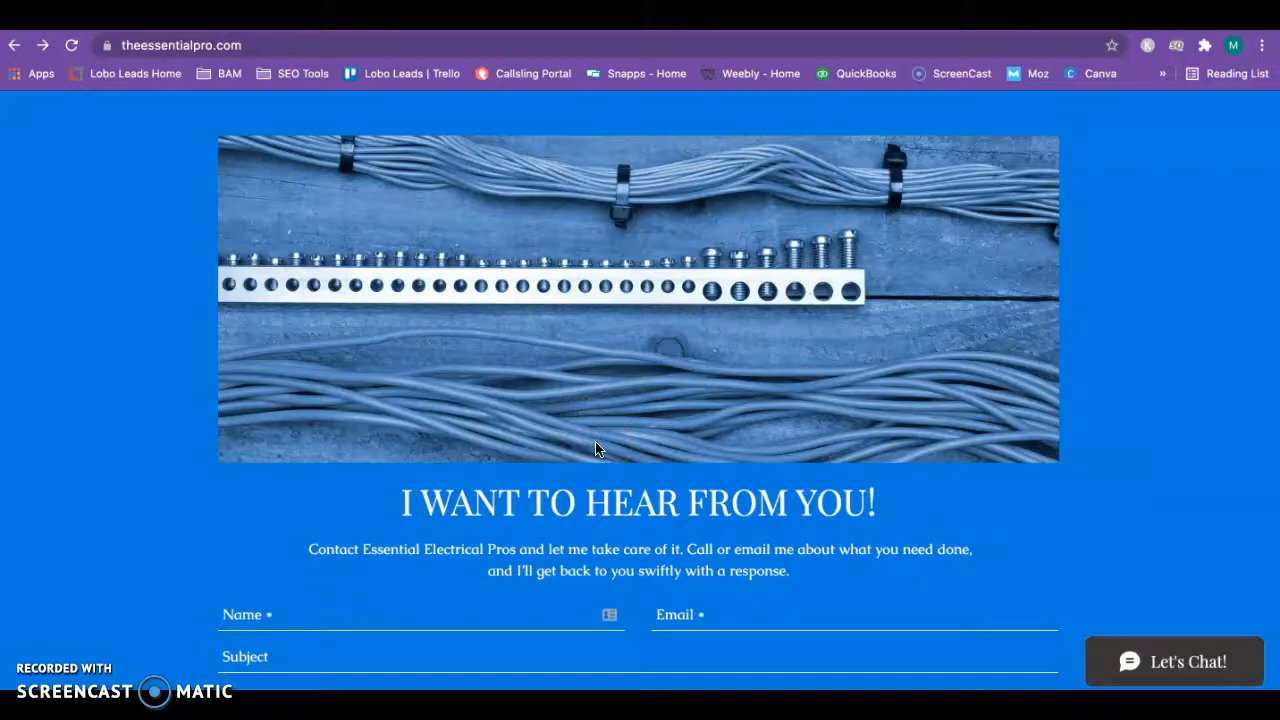 theessentialpro.com
Apps Lobo Leads Home BAM SEO Tools Lobo Leads | Trello Callsling Portal Snapps - Home Weebly - Home QuickBooks ScreenCast Moz Canva » Reading List
I WANT TO HEAR FROM YOU!
Contact Essential Electrical Pros and let me take care of it. Call or email me about what you need done,
and I'll get back to you swiftly with a response.
Name * Email *
Subject
Let's Chat!
RECORDED WITH
SCREENCAST MATIC